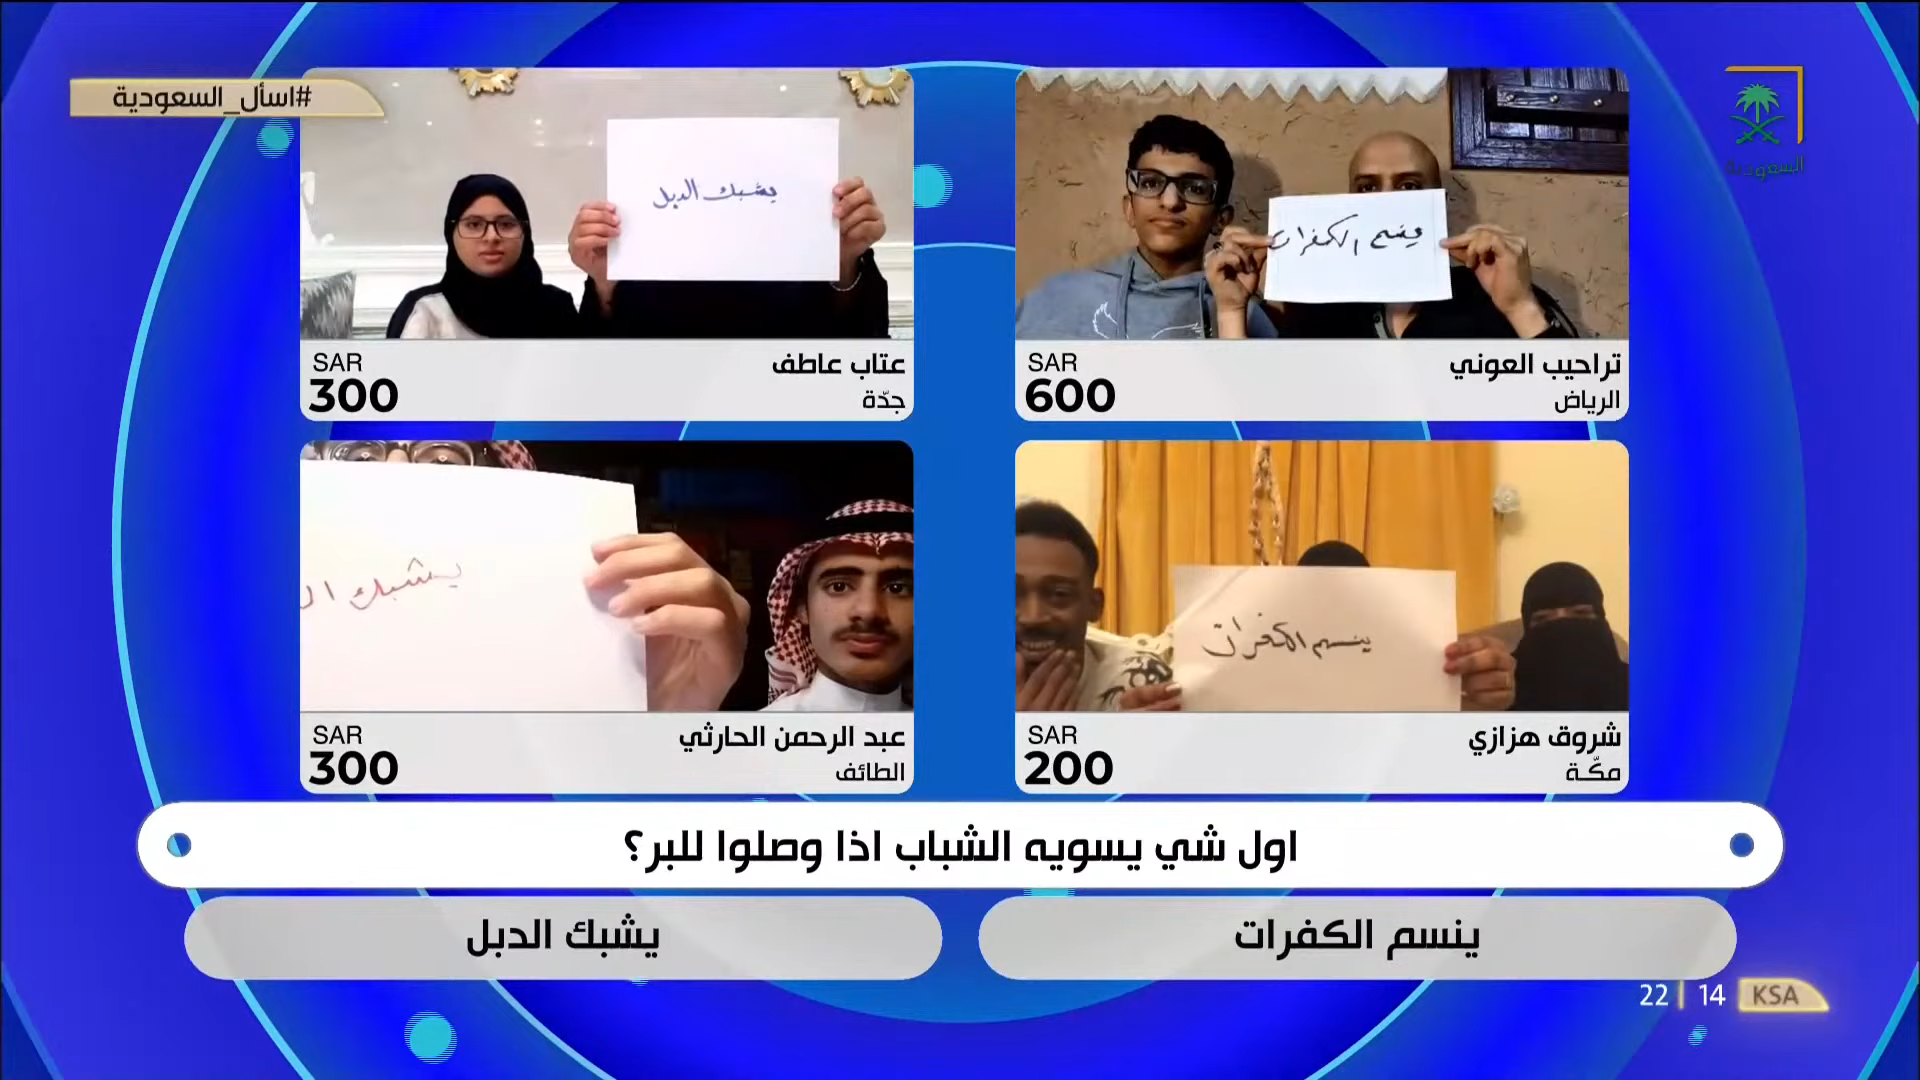 #اسأل_السعودية
السعودية
ينسم الكفرات
يشبك الدبل
تراحيب العوني
الرياض
SAR
600
عتاب عاطف
جدّة
SAR
300
ينسم الكفرات
يشبك
شروق هزازي
مكّة
SAR
200
عبد الرحمن الحارثي
الطائف
SAR
300
اول شي يسويه الشباب اذا وصلوا للبر؟
ينسم الكفرات
يشبك الدبل
22 | 14 KSA